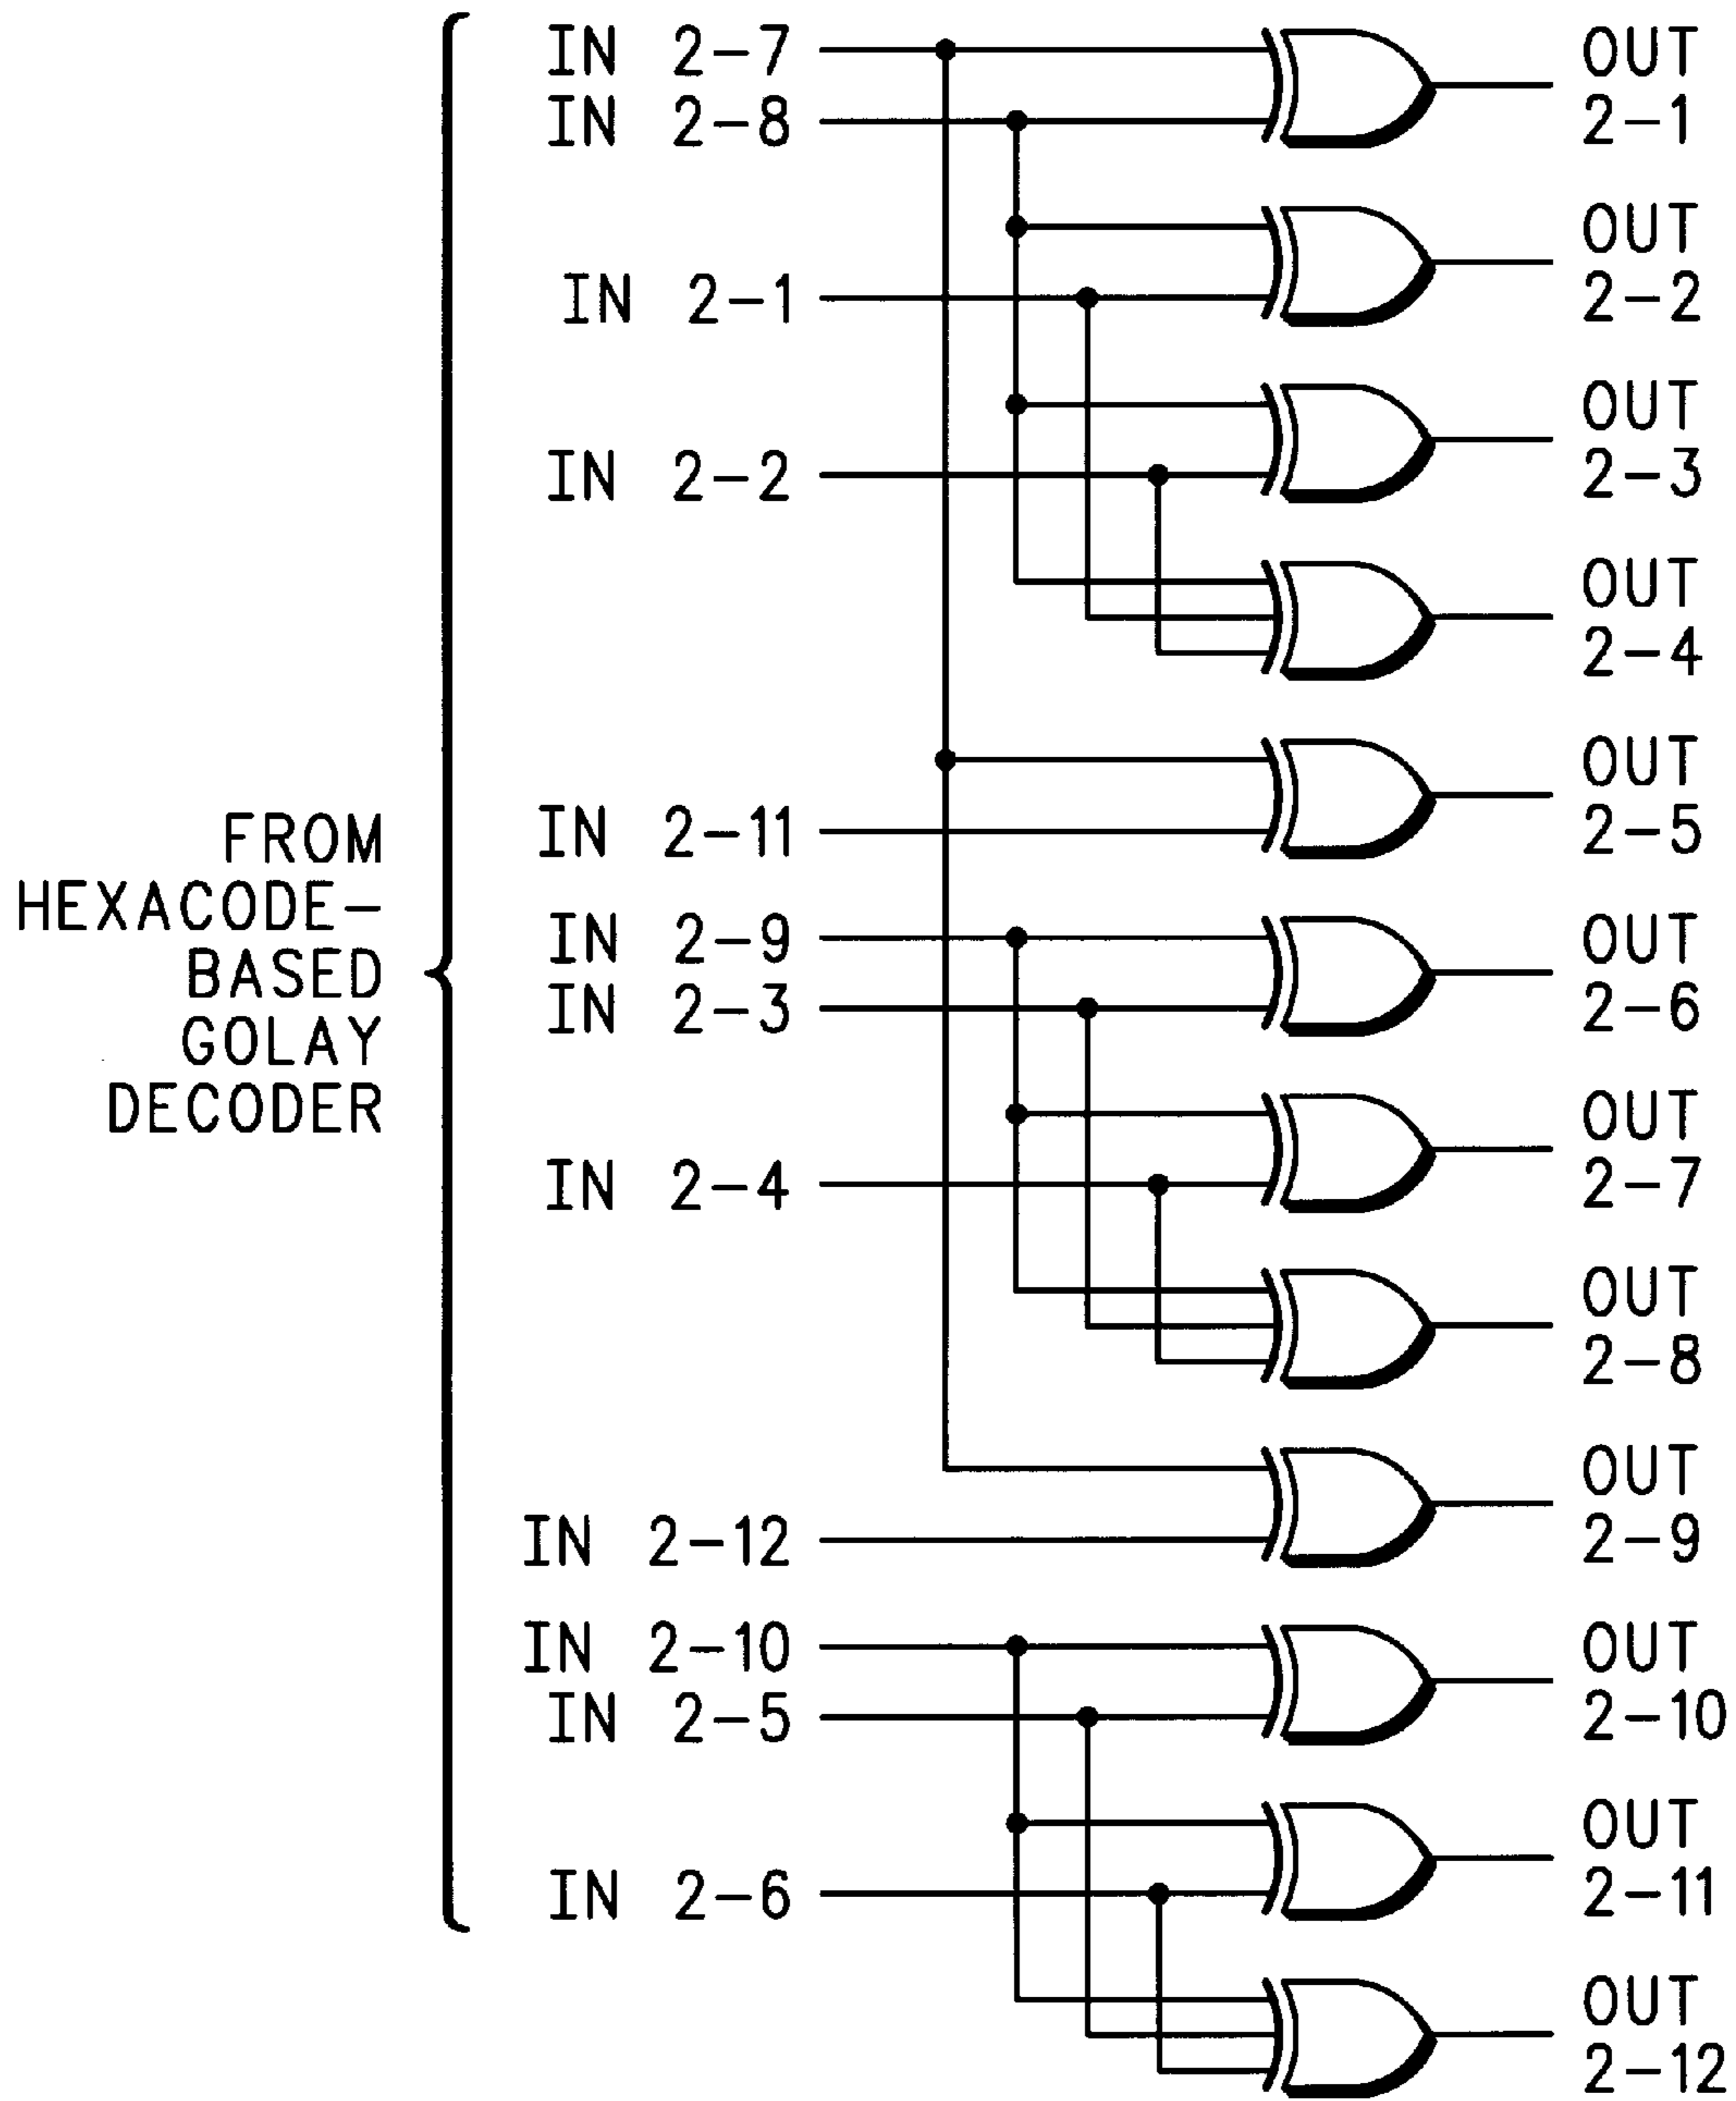 IN 2-7
OUT
2-1
IN 2-8
OUT
2-2
IN 2-1
OUT
2-3
IN 2-2
OUT
2-4
OUT
2-5
IN 2-11
FROM
HEXACODE-
BASED
GOLAY
DECODER
IN 2-9
OUT
2-6
IN 2-3
OUT
2-7
IN 2-4
OUT
2-8
OUT
2-9
IN 2-12
IN 2-10
OUT
2-10
IN 2-5
OUT
2-11
IN 2-6
OUT
2-12